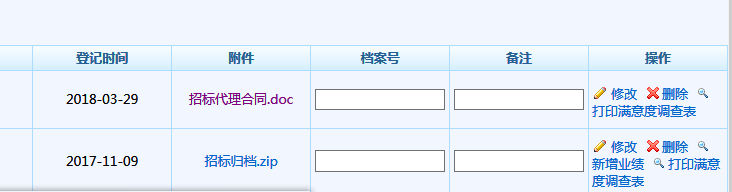 登记时间 附件 档案号 备注 操作
2018-03-29 招标代理合同.doc 修改 删除
打印满意度调查表
2017-11-09 招标归档.zip 修改 删除
新增业绩 打印满意
度调查表